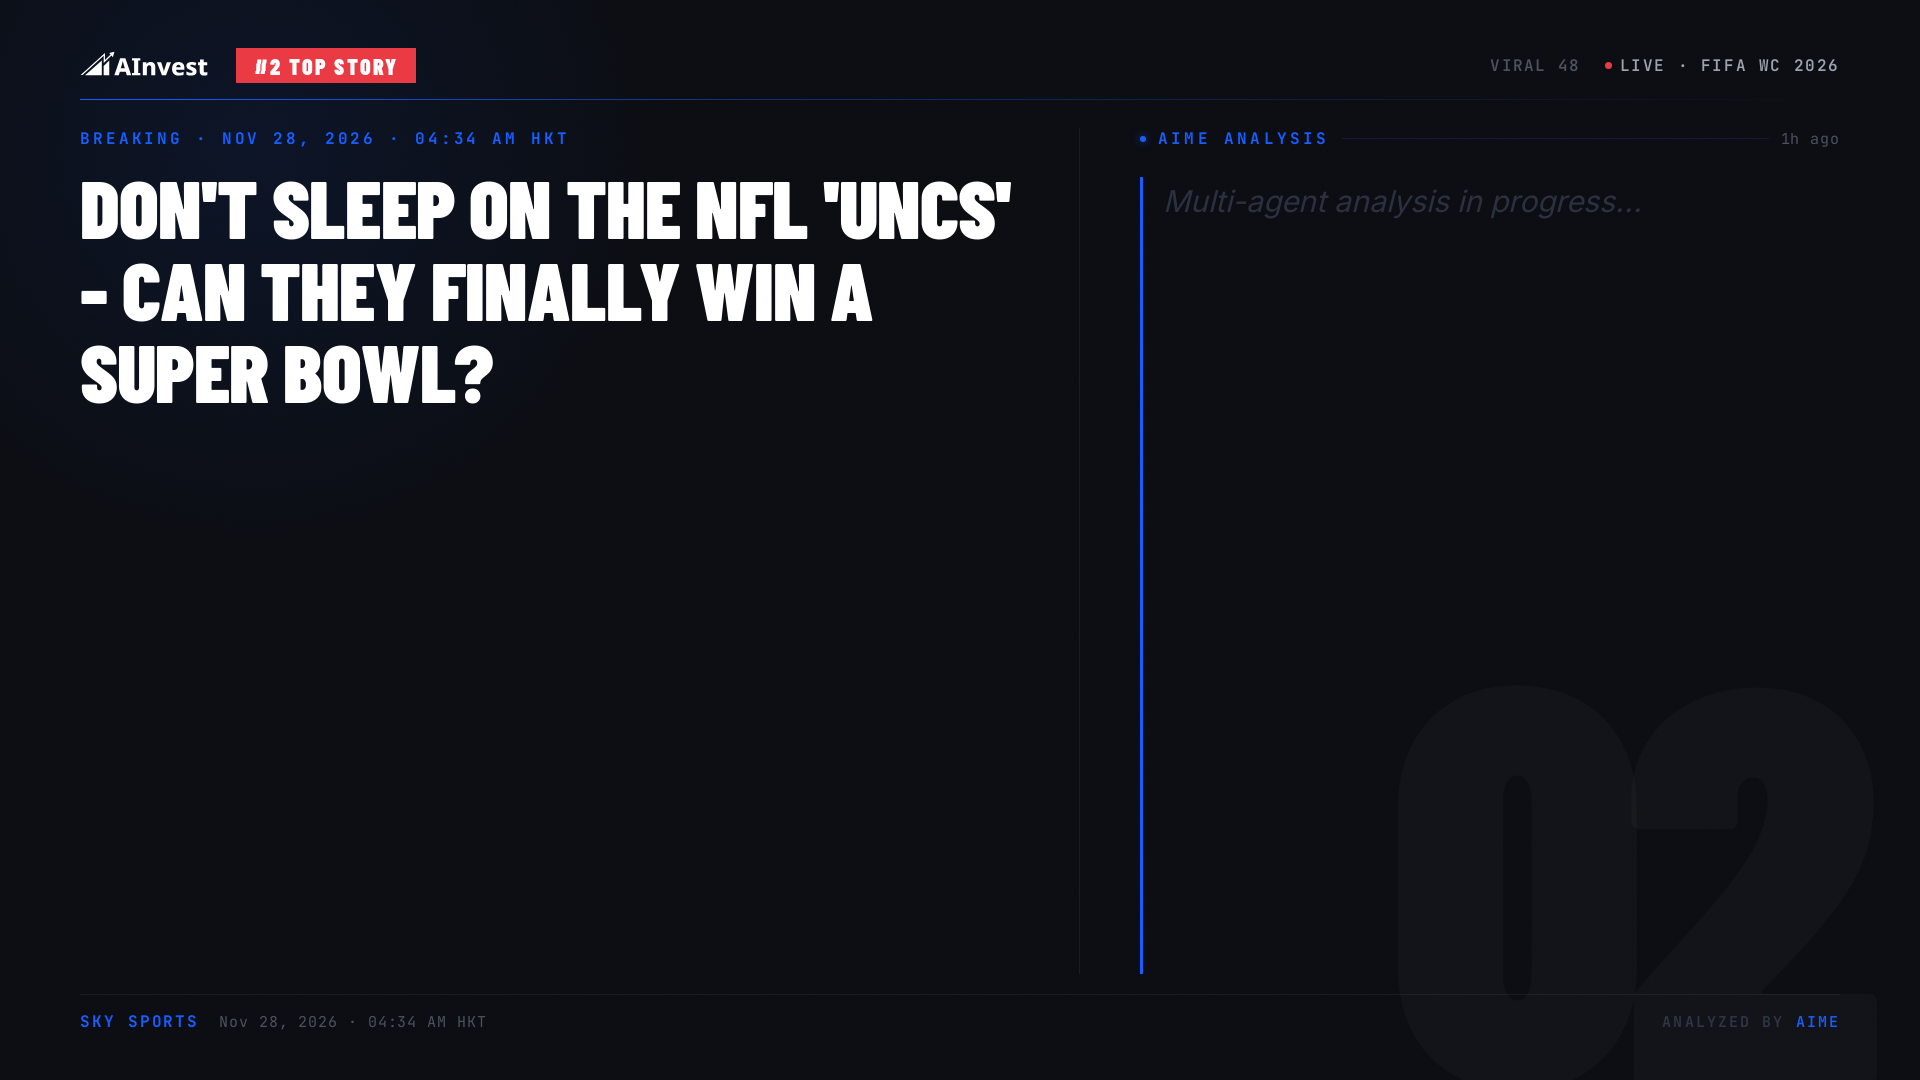 AInvest
#2 TOP STORY
VIRAL 48
LIVE · FIFA WC 2026
BREAKING · NOV 28, 2026 · 04:34 AM HKT
DON'T SLEEP ON THE NFL 'UNCS'
– CAN THEY FINALLY WIN A
SUPER BOWL?
AIME ANALYSIS
1h ago
Multi-agent analysis in progress...
02
SKY SPORTS
Nov 28, 2026 · 04:34 AM HKT
ANALYZED BY AIME